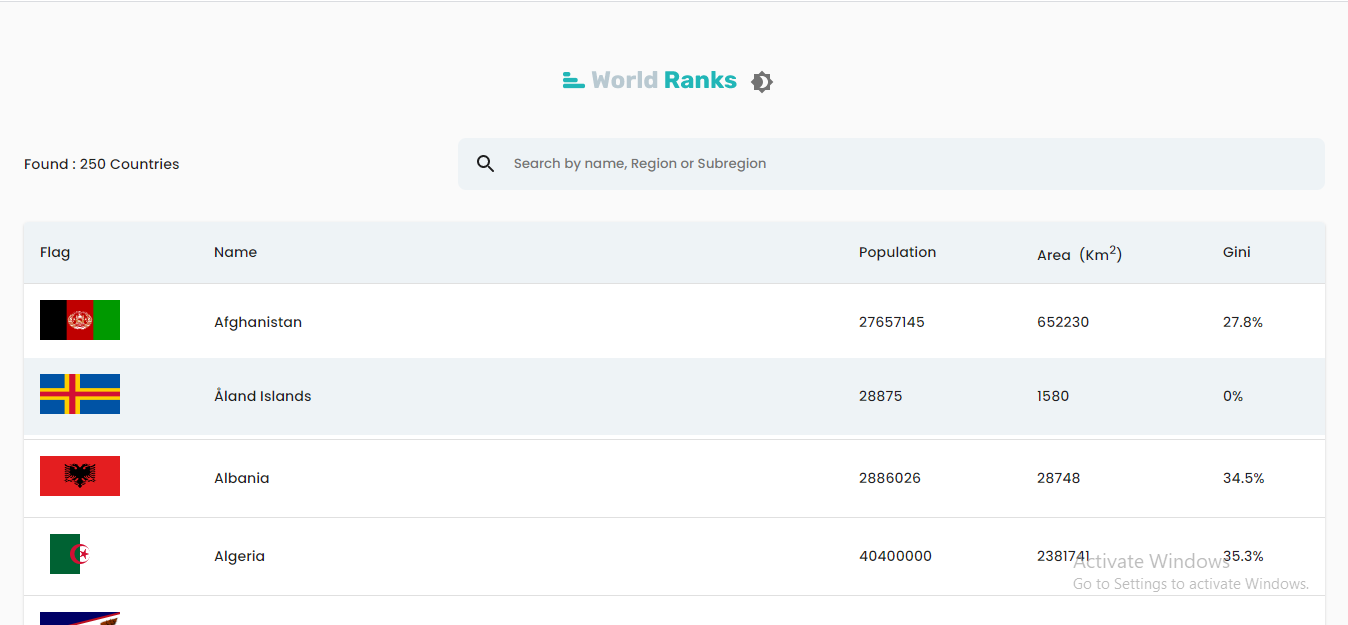 World Ranks
Found : 250 Countries
Search by name, Region or Subregion
Flag Name Population Area (Km²) Gini
Afghanistan 27657145 652230 27.8%
Åland Islands 28875 1580 0%
Albania 2886026 28748 34.5%
Algeria 40400000 2381741 35.3%
Activate Windows
Go to Settings to activate Windows.